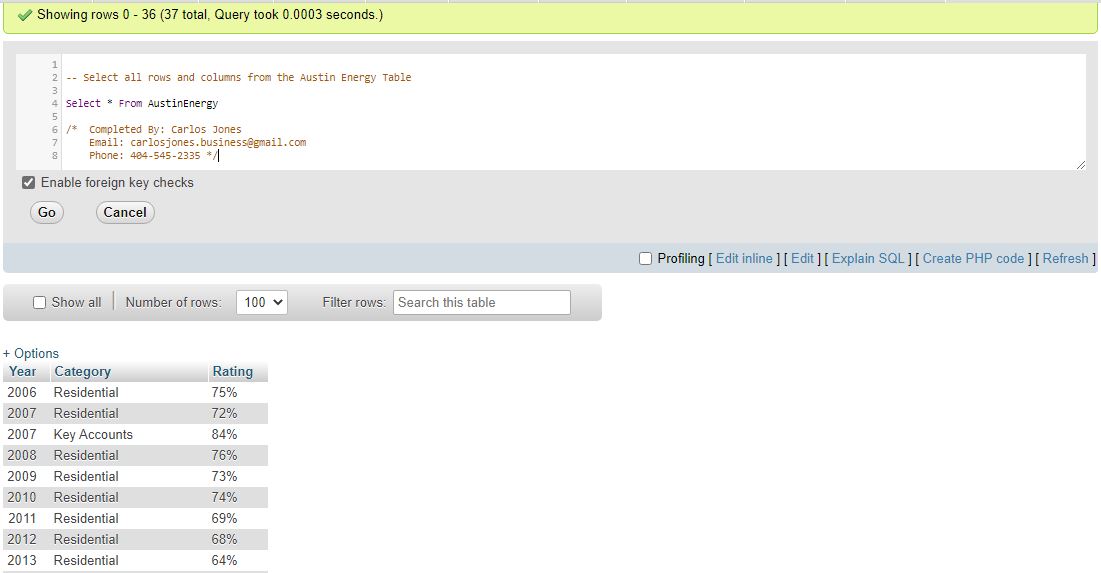 Showing rows 0 - 36 (37 total, Query took 0.0003 seconds.)
1
2 -- Select all rows and columns from the Austin Energy Table
3
4 Select * From AustinEnergy
5
6 /* Completed By: Carlos Jones
7 Email: carlosjones.business@gmail.com
8 Phone: 404-545-2335 */
Enable foreign key checks
Go Cancel
Profiling [ Edit inline ] [ Edit ] [ Explain SQL ] [ Create PHP code ] [ Refresh ]
Show all Number of rows: 100 Filter rows: Search this table
+ Options
Year Category Rating
2006 Residential 75%
2007 Residential 72%
2007 Key Accounts 84%
2008 Residential 76%
2009 Residential 73%
2010 Residential 74%
2011 Residential 69%
2012 Residential 68%
2013 Residential 64%